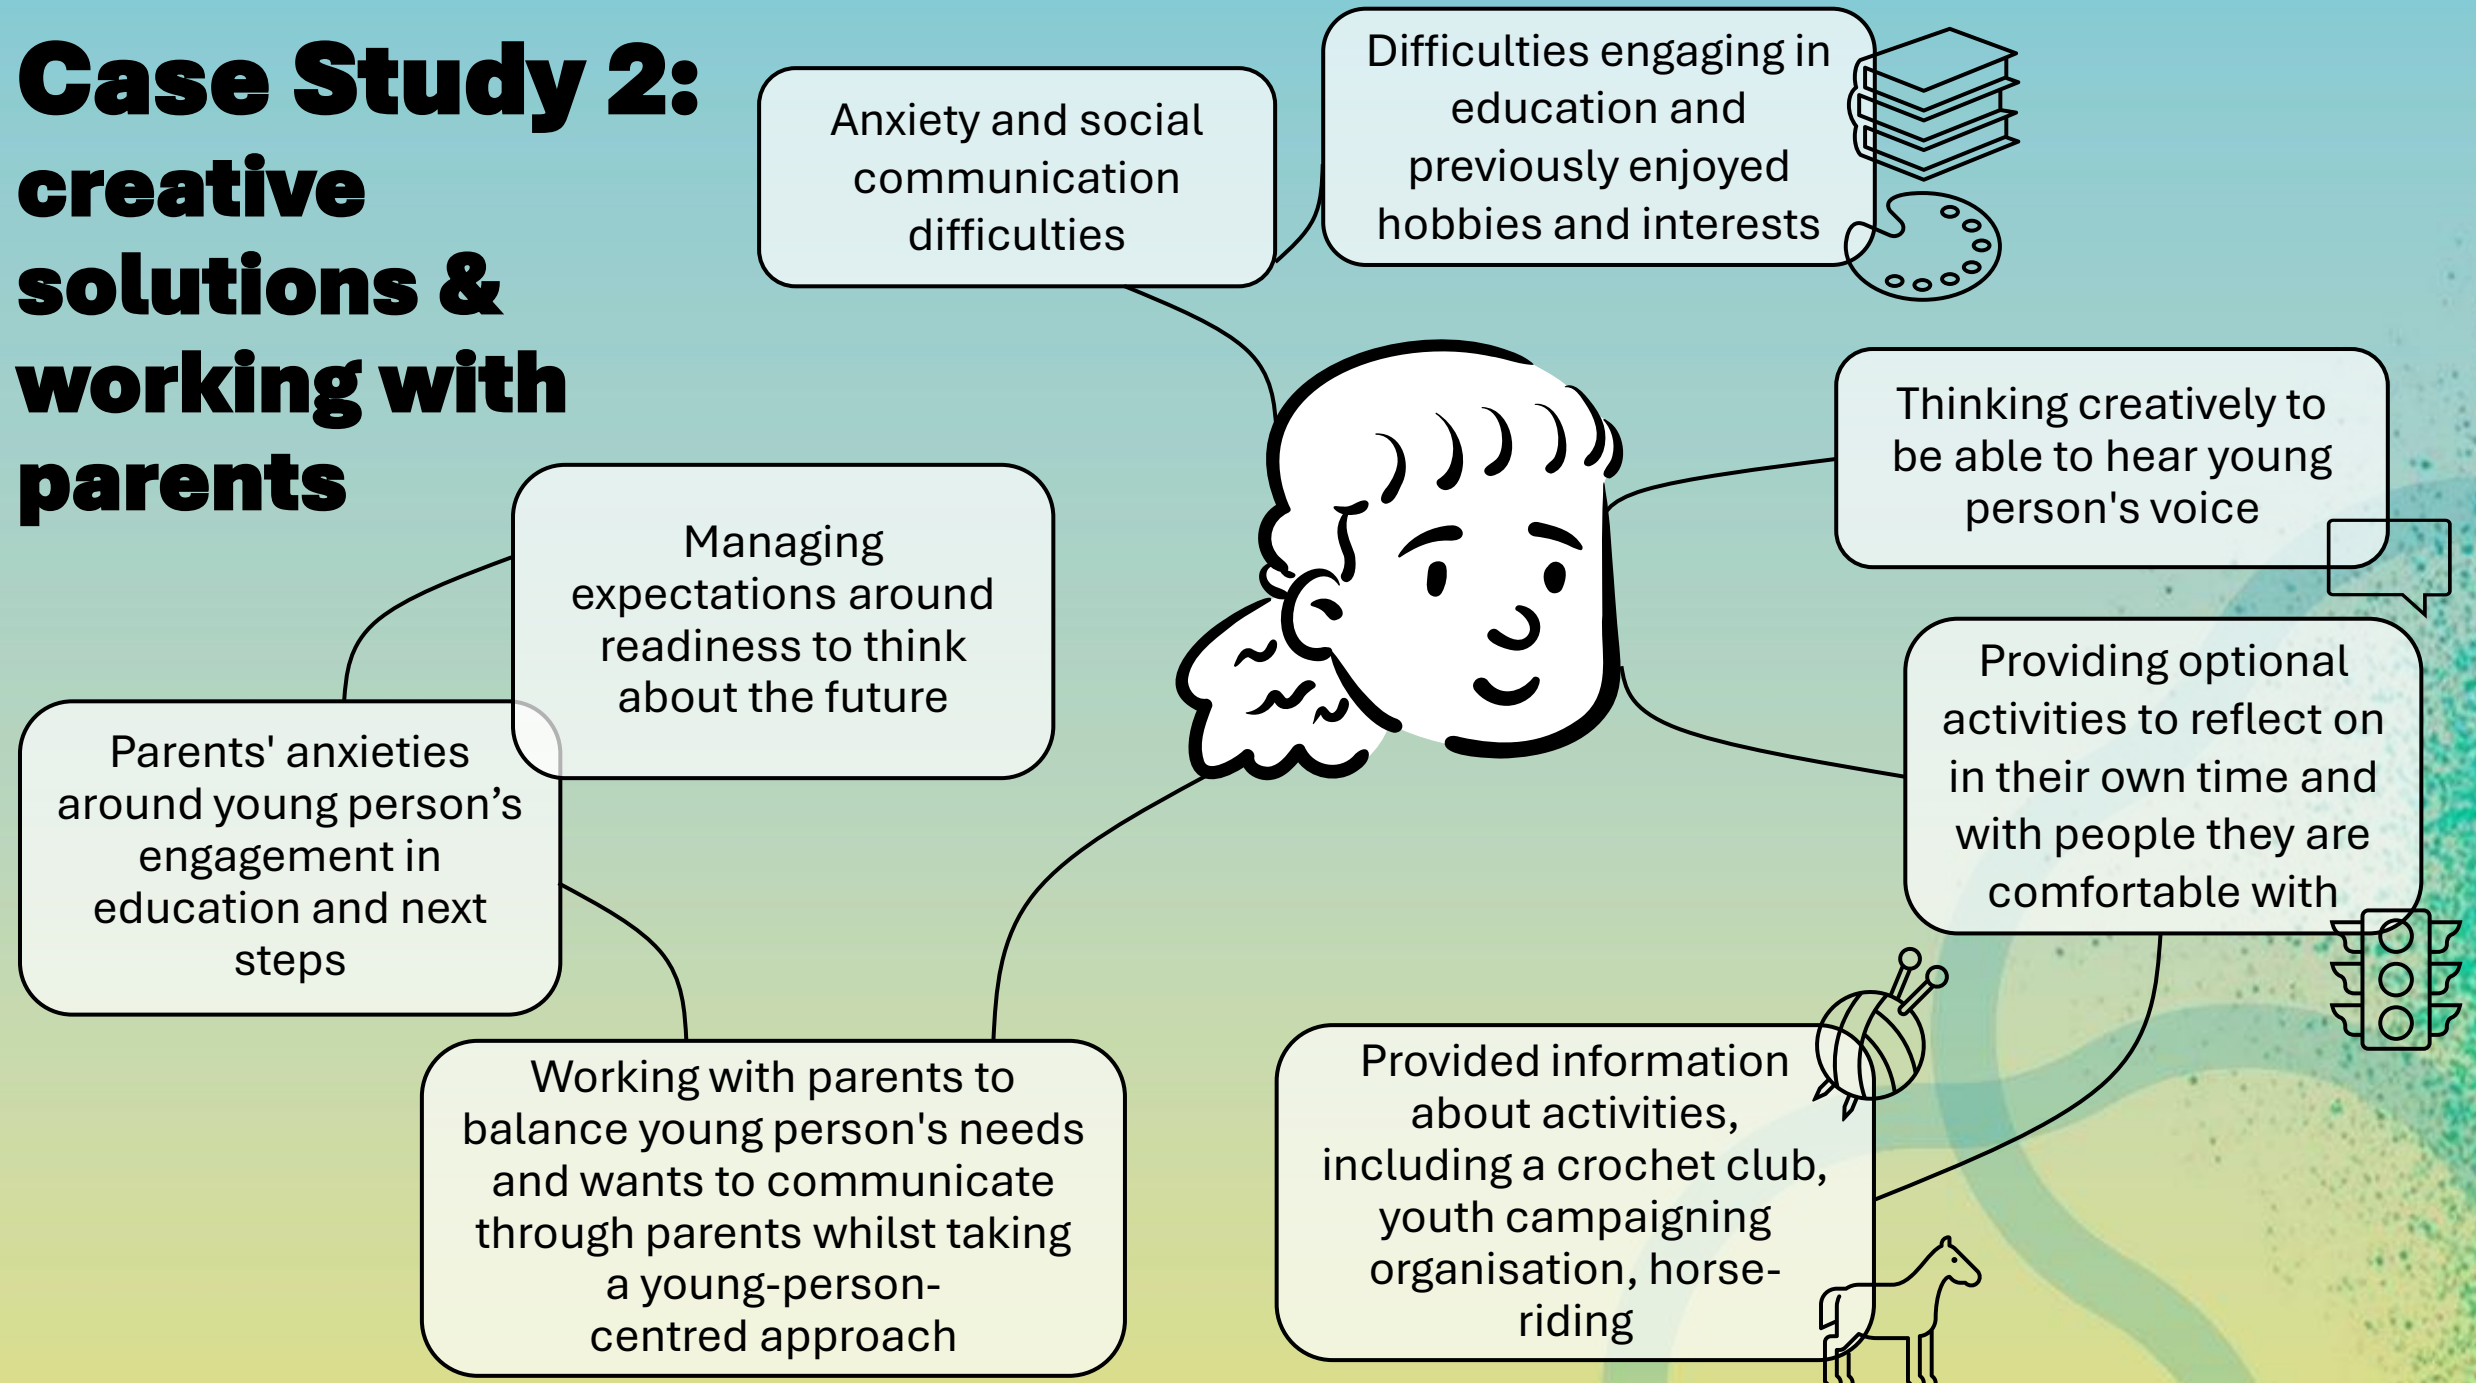 Case Study 2:
creative
solutions &
working with
parents
Anxiety and social
communication
difficulties
Difficulties engaging in
education and
previously enjoyed
hobbies and interests
Thinking creatively to
be able to hear young
person's voice
Providing optional
activities to reflect on
in their own time and
with people they are
comfortable with
Provided information
about activities,
including a crochet club,
youth campaigning
organisation, horse-
riding
Managing
expectations around
readiness to think
about the future
Parents' anxieties
around young person’s
engagement in
education and next
steps
Working with parents to
balance young person's needs
and wants to communicate
through parents whilst taking
a young-person-
centred approach